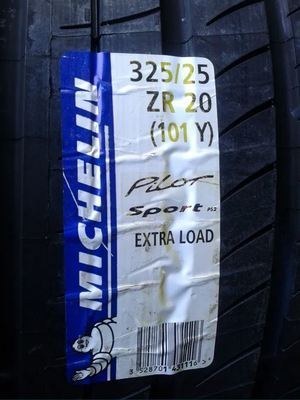 MICHELIN
325/25
ZR 20
(101 Y)
PILOT
Sport PS2
EXTRA LOAD